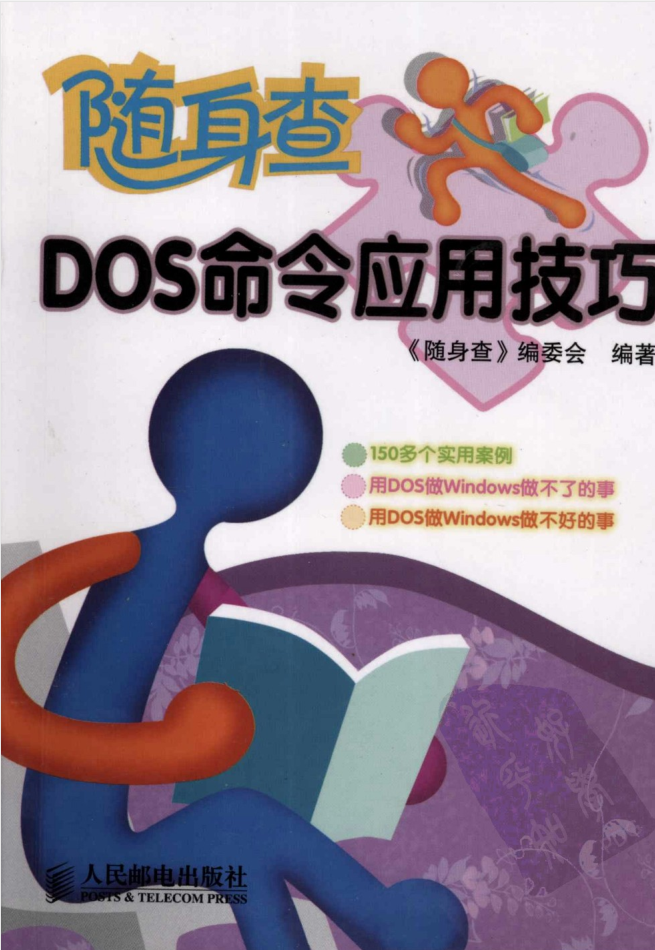 随身查
DOS命令应用技巧
《随身查》编委会 编著
150多个实用案例
用DOS做Windows做不了的事
用DOS做Windows做不好的事
人民邮电出版社
POSTS & TELECOM PRESS